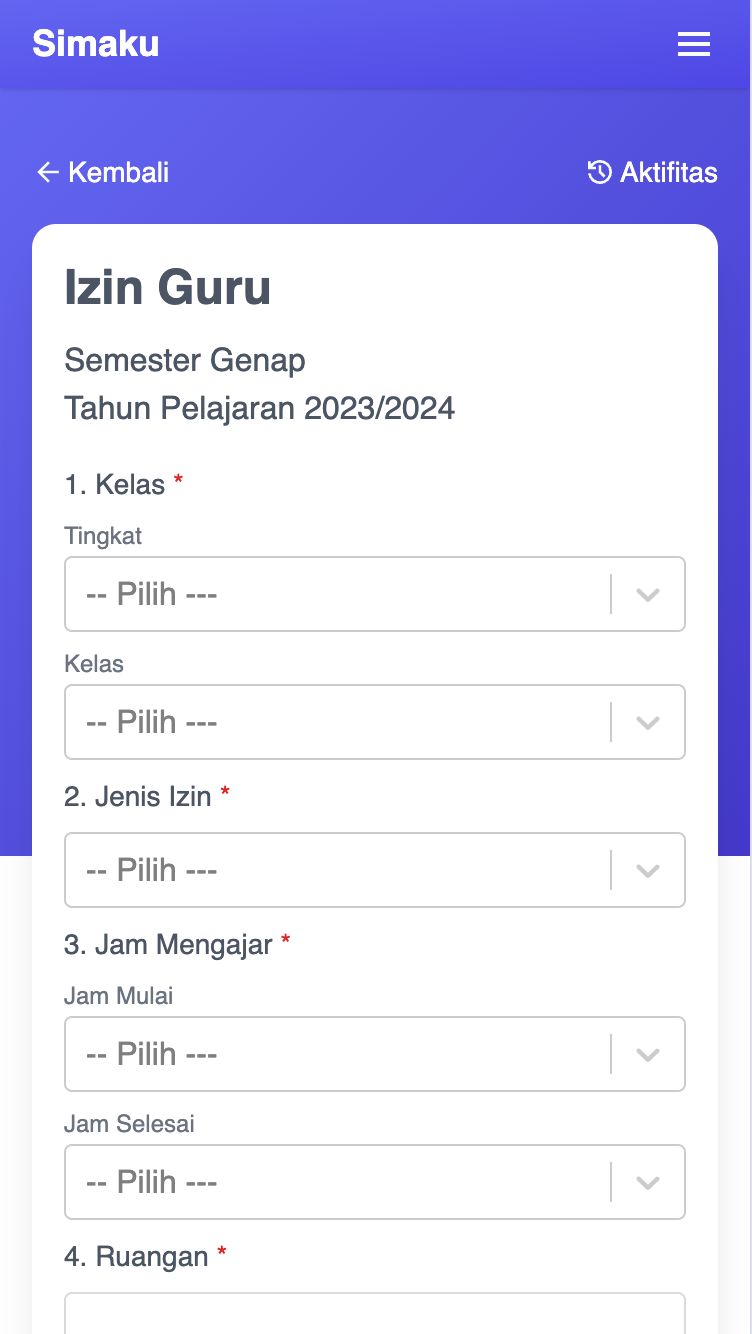 Simaku
Kembali
Aktifitas
Izin Guru
Semester Genap
Tahun Pelajaran 2023/2024
1. Kelas *
Tingkat
-- Pilih ---
Kelas
-- Pilih ---
2. Jenis Izin *
-- Pilih ---
3. Jam Mengajar *
Jam Mulai
-- Pilih ---
Jam Selesai
-- Pilih ---
4. Ruangan *